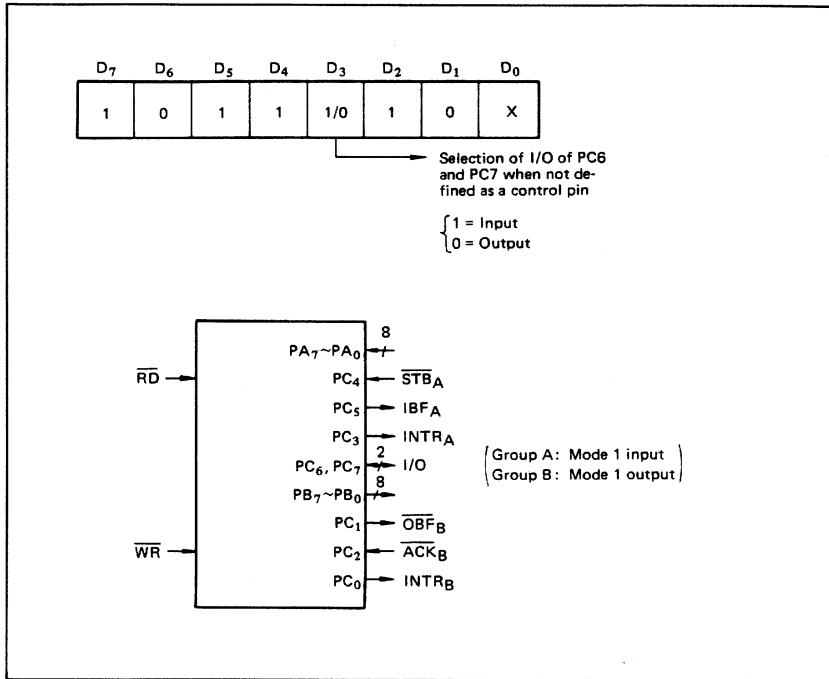 D7 D6 D5 D4 D3 D2 D1 D0
1 0 1 1 1/0 1 0 X
Selection of I/O of PC6
and PC7 when not de-
fined as a control pin
1 = Input
0 = Output
8
PA7~PA0
RD PC4 STBA
PC5 IBFA
PC3 INTRA
2
PC6, PC7 I/O
(Group A: Mode 1 input
Group B: Mode 1 output)
8
PB7~PB0
PC1 OBFB
WR PC2 ACKB
PC0 INTRB